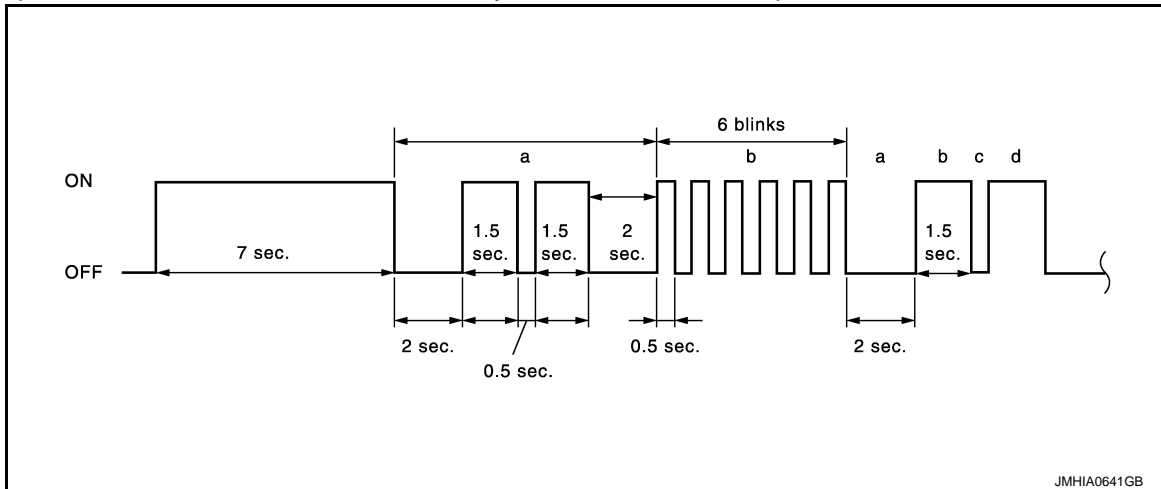 6 blinks
a b a b c d
ON
1.5 sec. 1.5 sec. 2 sec. 1.5 sec.
7 sec.
OFF
2 sec. 0.5 sec. 0.5 sec. 2 sec.
JMHIA0641GB